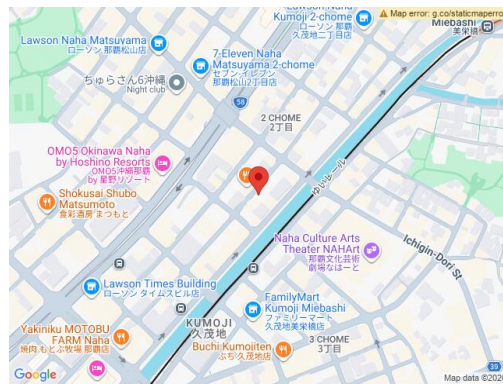 Lawson Naha
Kumoji 2-chome
ローソン 那覇
久茂地二丁目店
Map error: g.co/staticmaperro
Miebashi
美栄橋
Lawson Naha Matsuyama
ローソン 那覇松山店
7-Eleven Naha
Matsuyama 2-chome
セブン-イレブン
那覇松山2丁目店
ちゅらさん6沖縄
Night club
58
2 CHOME
2丁目
OMO5 Okinawa Naha
by Hoshino Resorts
OMO5沖縄那覇
by 星野リゾート
ゆいレール
Shokusai Shubo
Matsumoto
食彩酒房 まつもと
Naha Culture Arts
Theater NAHArt
那覇文化芸術
劇場なはーと
Ichigin-Dori St
Lawson Times Building
ローソン タイムスビル店
FamilyMart
Kumoji Miebashi
ファミリーマート
久茂地美栄橋店
KUMOJI
久茂地
Yakiniku MOTOBU
FARM Naha
焼肉 もとぶ牧場 那覇店
Buchi Kumojiten
ぶち 久茂地店
3 CHOME
3丁目
39
Google
Map data ©202